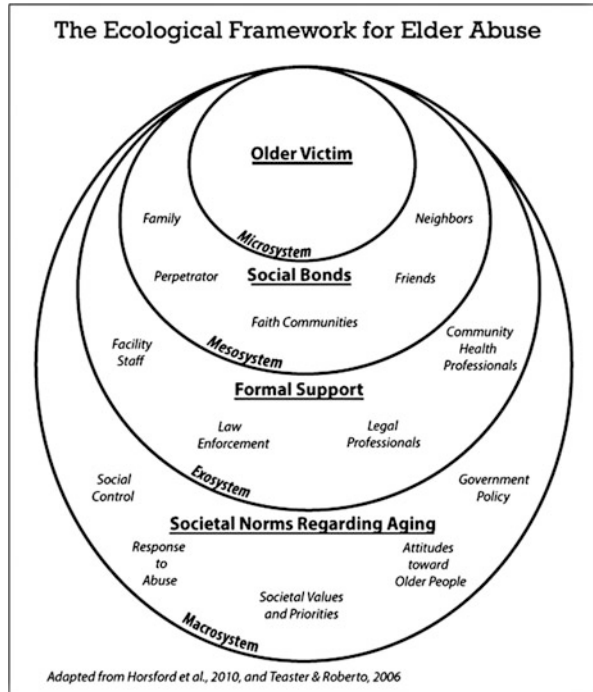 The Ecological Framework for Elder Abuse
Older Victim
Microsystem
Family
Neighbors
Perpetrator
Social Bonds
Friends
Faith Communities
Mesosystem
Facility
Staff
Community
Health
Professionals
Formal Support
Law
Enforcement
Legal
Professionals
Exosystem
Social
Control
Government
Policy
Societal Norms Regarding Aging
Response
to
Abuse
Attitudes
toward
Older People
Societal Values
and Priorities
Macrosystem
Adapted from Horsford et al., 2010, and Teaster & Roberto, 2006